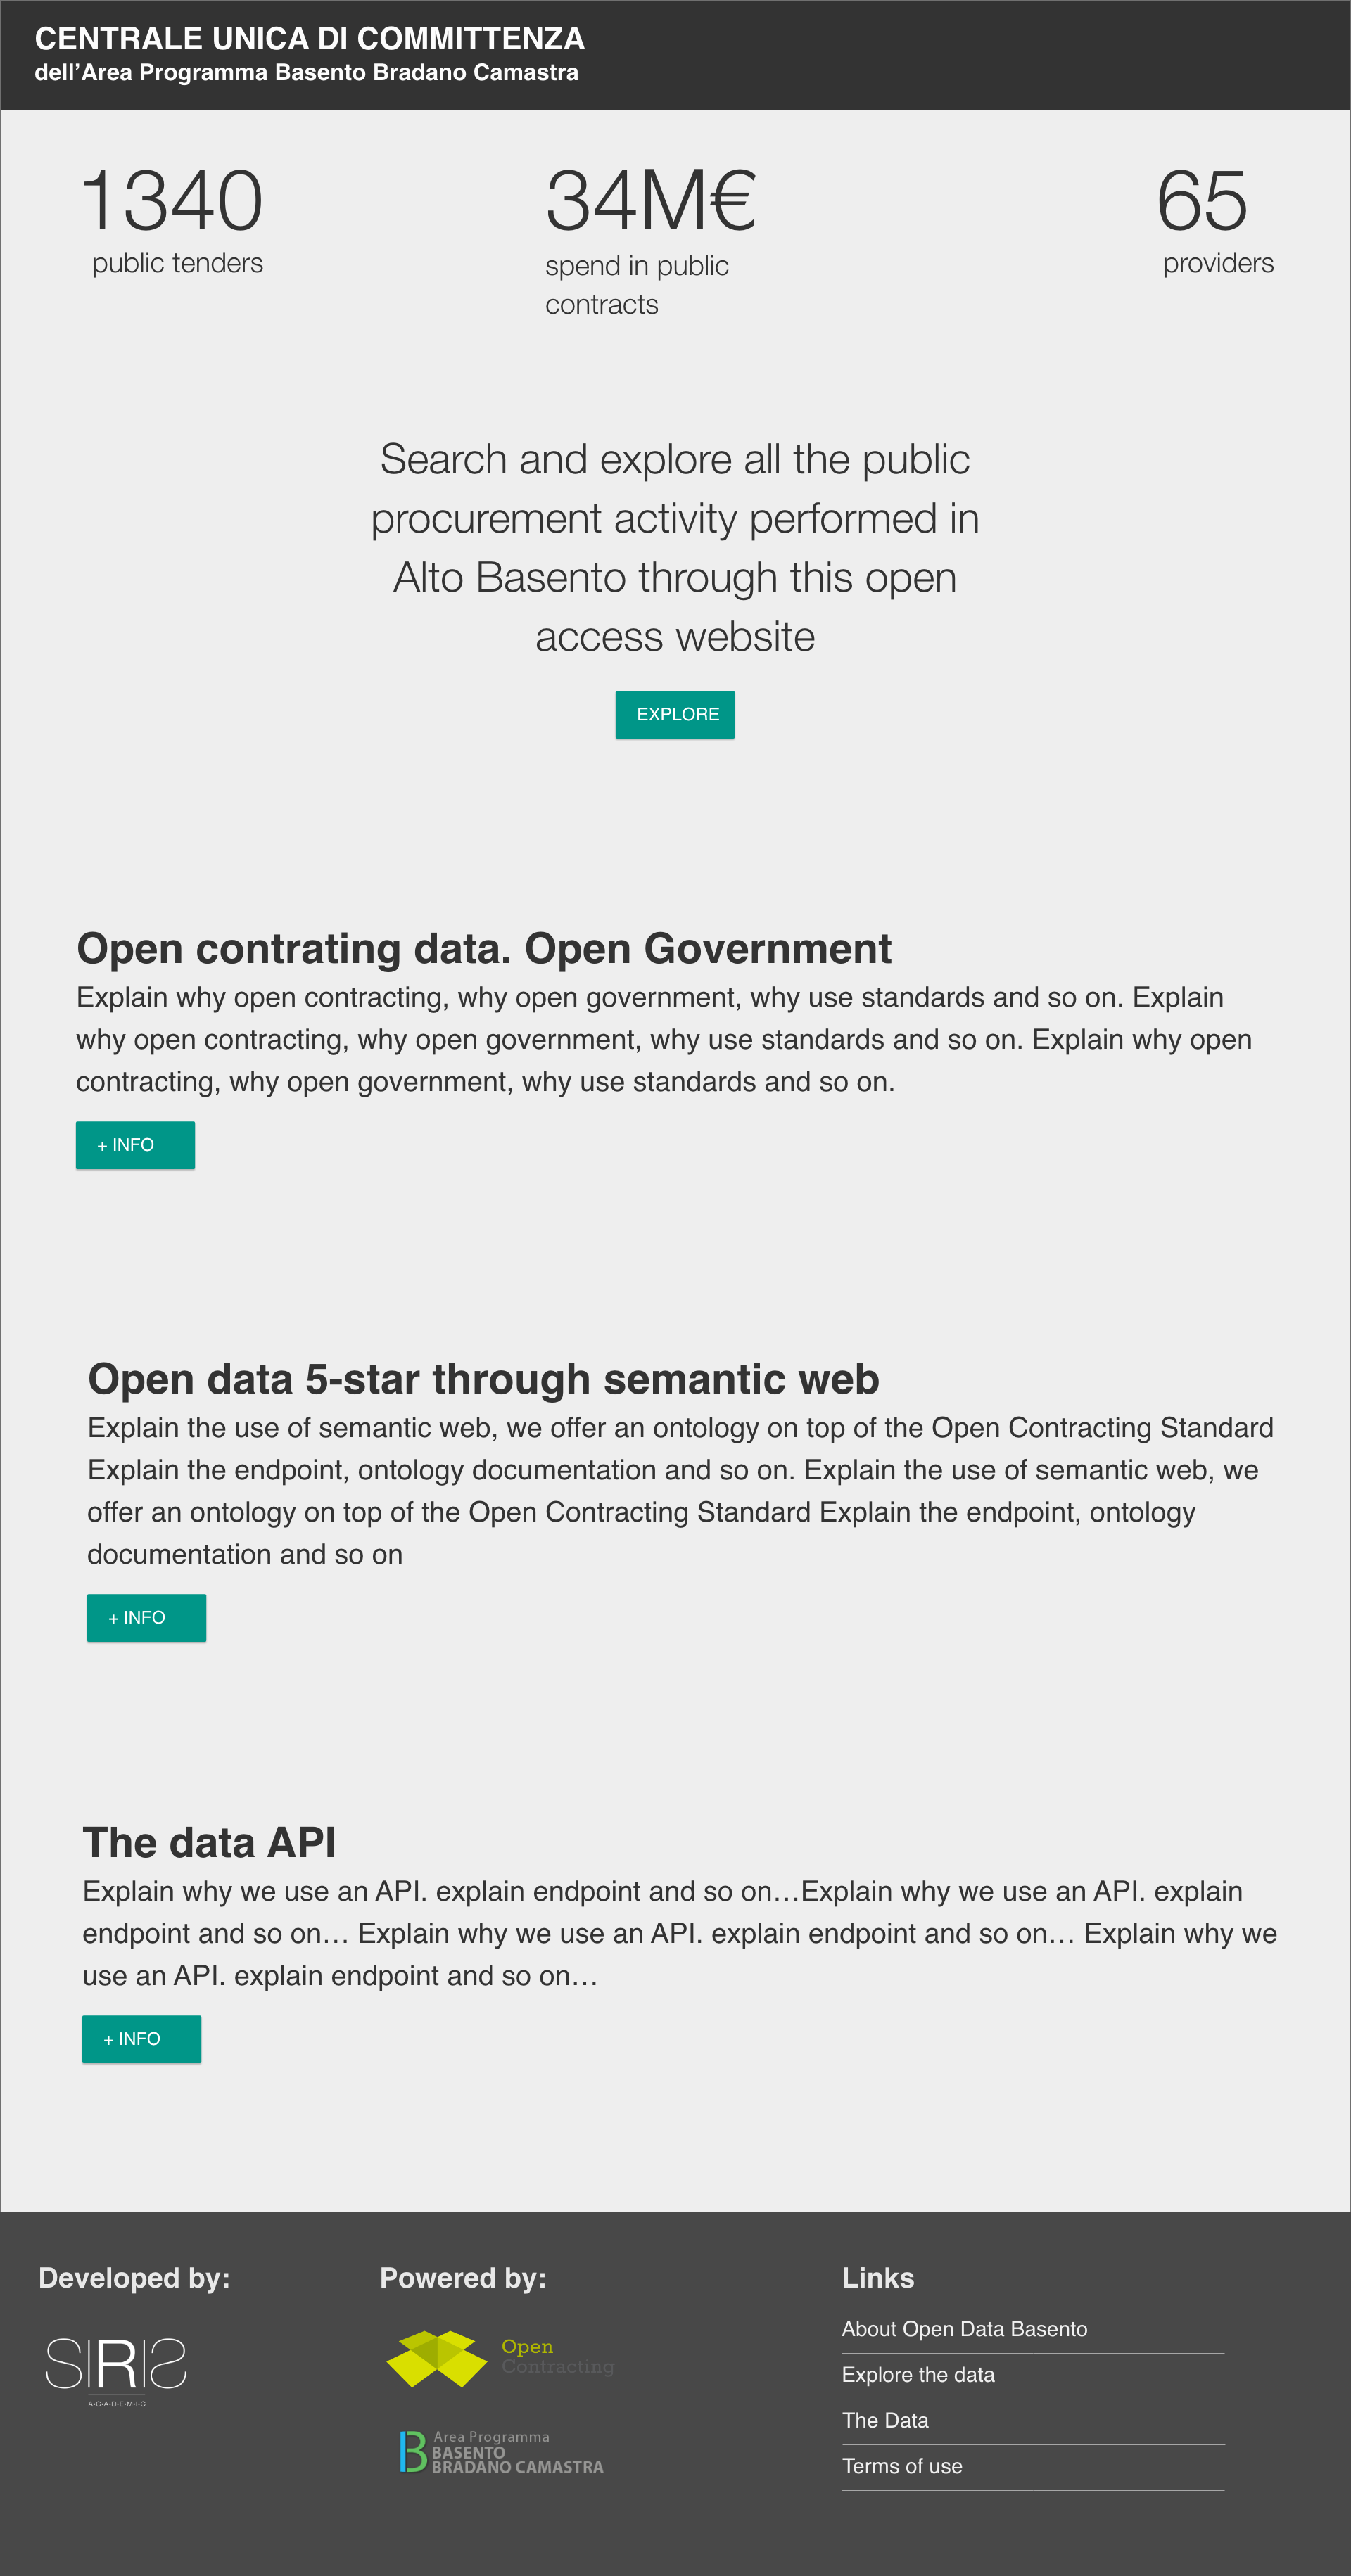 CENTRALE UNICA DI COMMITTENZA
dell’Area Programma Basento Bradano Camastra
1340
public tenders
34M€
spend in public
contracts
65
providers
Search and explore all the public
procurement activity performed in
Alto Basento through this open
access website
EXPLORE
Open contrating data. Open Government
Explain why open contracting, why open government, why use standards and so on. Explain
why open contracting, why open government, why use standards and so on. Explain why open
contracting, why open government, why use standards and so on.
+ INFO
Open data 5-star through semantic web
Explain the use of semantic web, we offer an ontology on top of the Open Contracting Standard
Explain the endpoint, ontology documentation and so on. Explain the use of semantic web, we
offer an ontology on top of the Open Contracting Standard Explain the endpoint, ontology
documentation and so on
+ INFO
The data API
Explain why we use an API. explain endpoint and so on…Explain why we use an API. explain
endpoint and so on… Explain why we use an API. explain endpoint and so on… Explain why we
use an API. explain endpoint and so on…
+ INFO
Developed by:
SIRIS
A•C•A•D•E•M•I•C
Powered by:
Open
Contracting
B Area Programma
BASENTO
BRADANO CAMASTRA
Links
About Open Data Basento
Explore the data
The Data
Terms of use